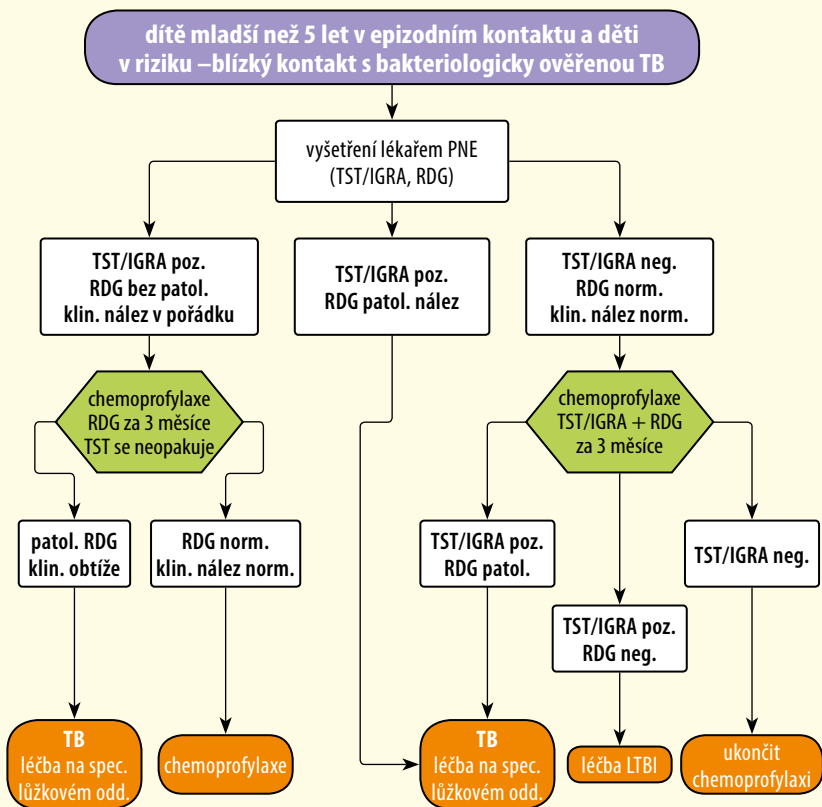 dítě mladší než 5 let v epizodním kontaktu a děti
v riziku –blízký kontakt s bakteriologicky ověřenou TB
vyšetření lékařem PNE
(TST/IGRA, RDG)
TST/IGRA poz.
RDG bez patol.
klin. nález v pořádku
TST/IGRA poz.
RDG patol. nález
TST/IGRA neg.
RDG norm.
klin. nález norm.
chemoprofylaxe
RDG za 3 měsíce
TST se neopakuje
chemoprofylaxe
TST/IGRA + RDG
za 3 měsíce
patol. RDG
klin. obtíže
RDG norm.
klin. nález norm.
TST/IGRA poz.
RDG patol.
TST/IGRA neg.
TST/IGRA poz.
RDG neg.
TB
léčba na spec.
lůžkovém odd.
chemoprofylaxe
TB
léčba na spec.
lůžkovém odd.
léčba LTBI
ukončit
chemoprofylaxi